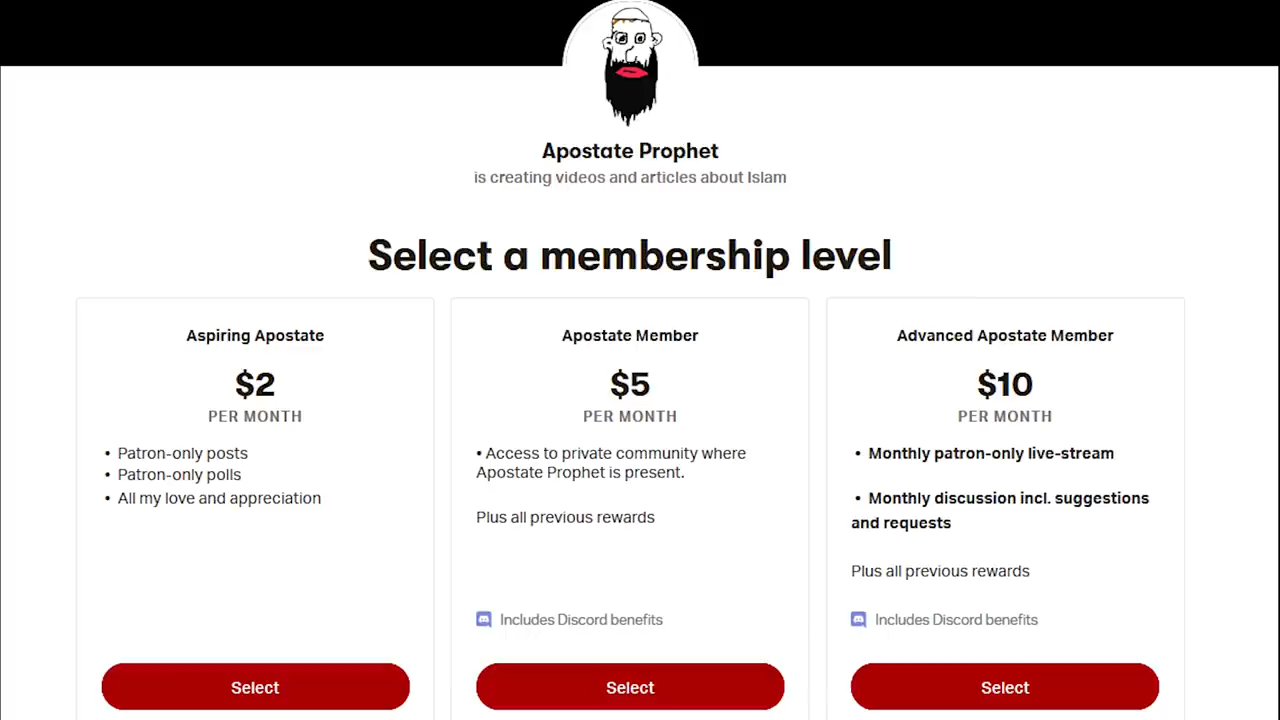 Apostate Prophet
is creating videos and articles about Islam
Select a membership level
Aspiring Apostate
$2
PER MONTH
• Patron-only posts
• Patron-only polls
• All my love and appreciation
Select
Apostate Member
$5
PER MONTH
• Access to private community where
Apostate Prophet is present.
Plus all previous rewards
Includes Discord benefits
Select
Advanced Apostate Member
$10
PER MONTH
• Monthly patron-only live-stream
• Monthly discussion incl. suggestions
and requests
Plus all previous rewards
Includes Discord benefits
Select